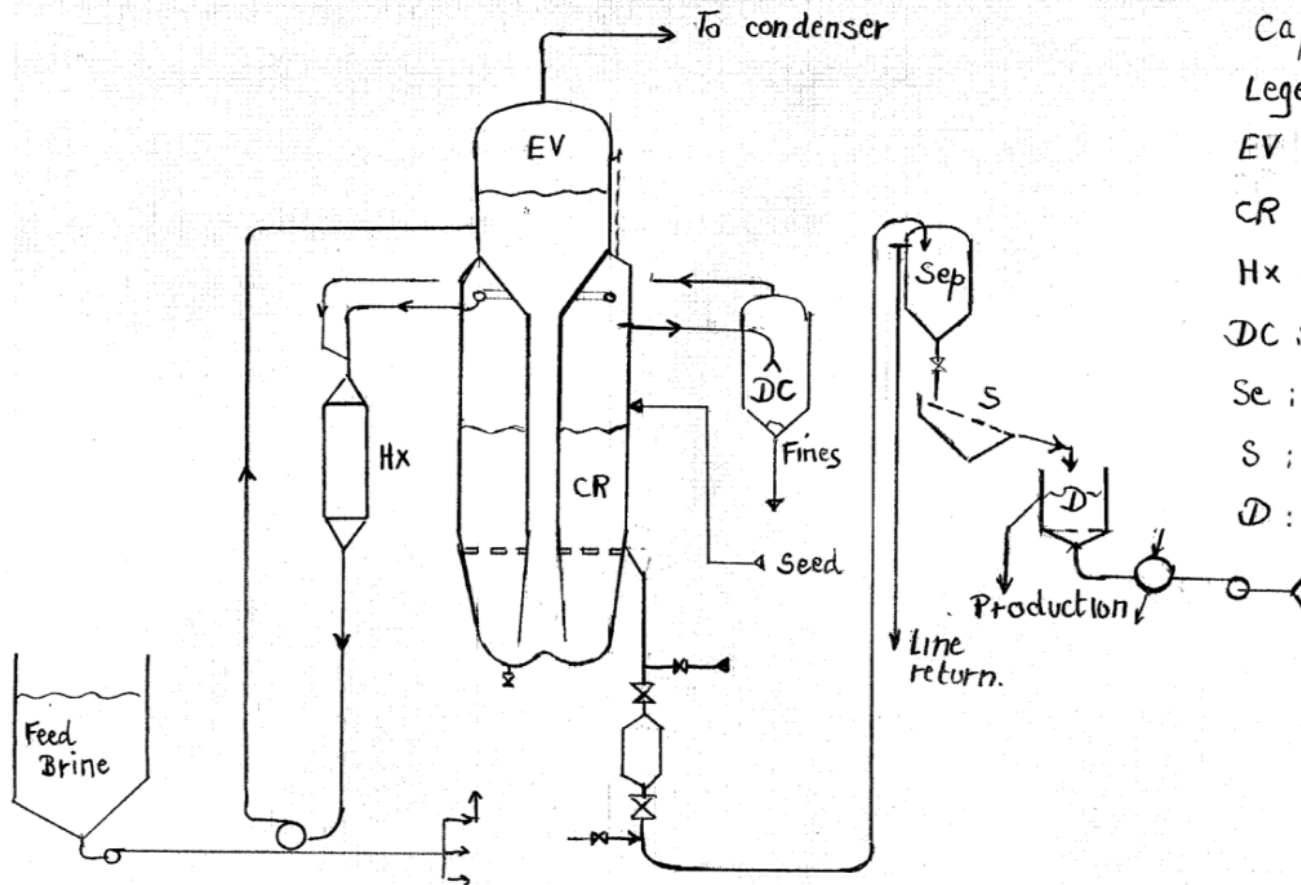 To condenser
Ca
Lege
EV
EV
CR
Sep
Hx
DC
DC :
S
Se :
Hx
Fines
S :
CR
D
D :
Seed
Production
Line
return.
Feed
Brine